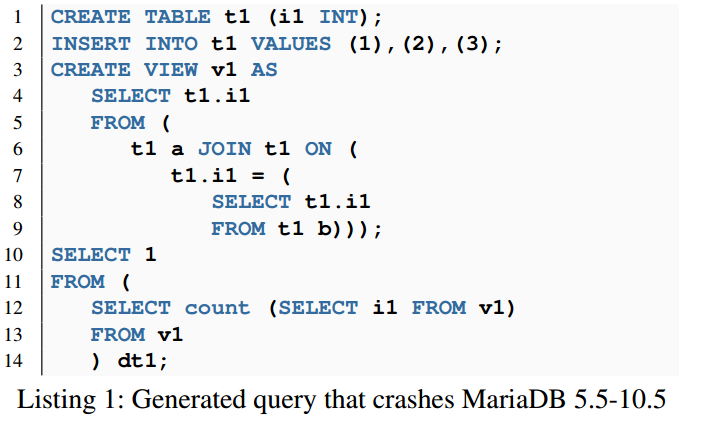 1 CREATE TABLE t1 (i1 INT);
2 INSERT INTO t1 VALUES (1),(2),(3);
3 CREATE VIEW v1 AS
4 SELECT t1.i1
5 FROM (
6 t1 a JOIN t1 ON (
7 t1.i1 = (
8 SELECT t1.i1
9 FROM t1 b)));
10 SELECT 1
11 FROM (
12 SELECT count (SELECT i1 FROM v1)
13 FROM v1
14 ) dt1;
Listing 1: Generated query that crashes MariaDB 5.5-10.5